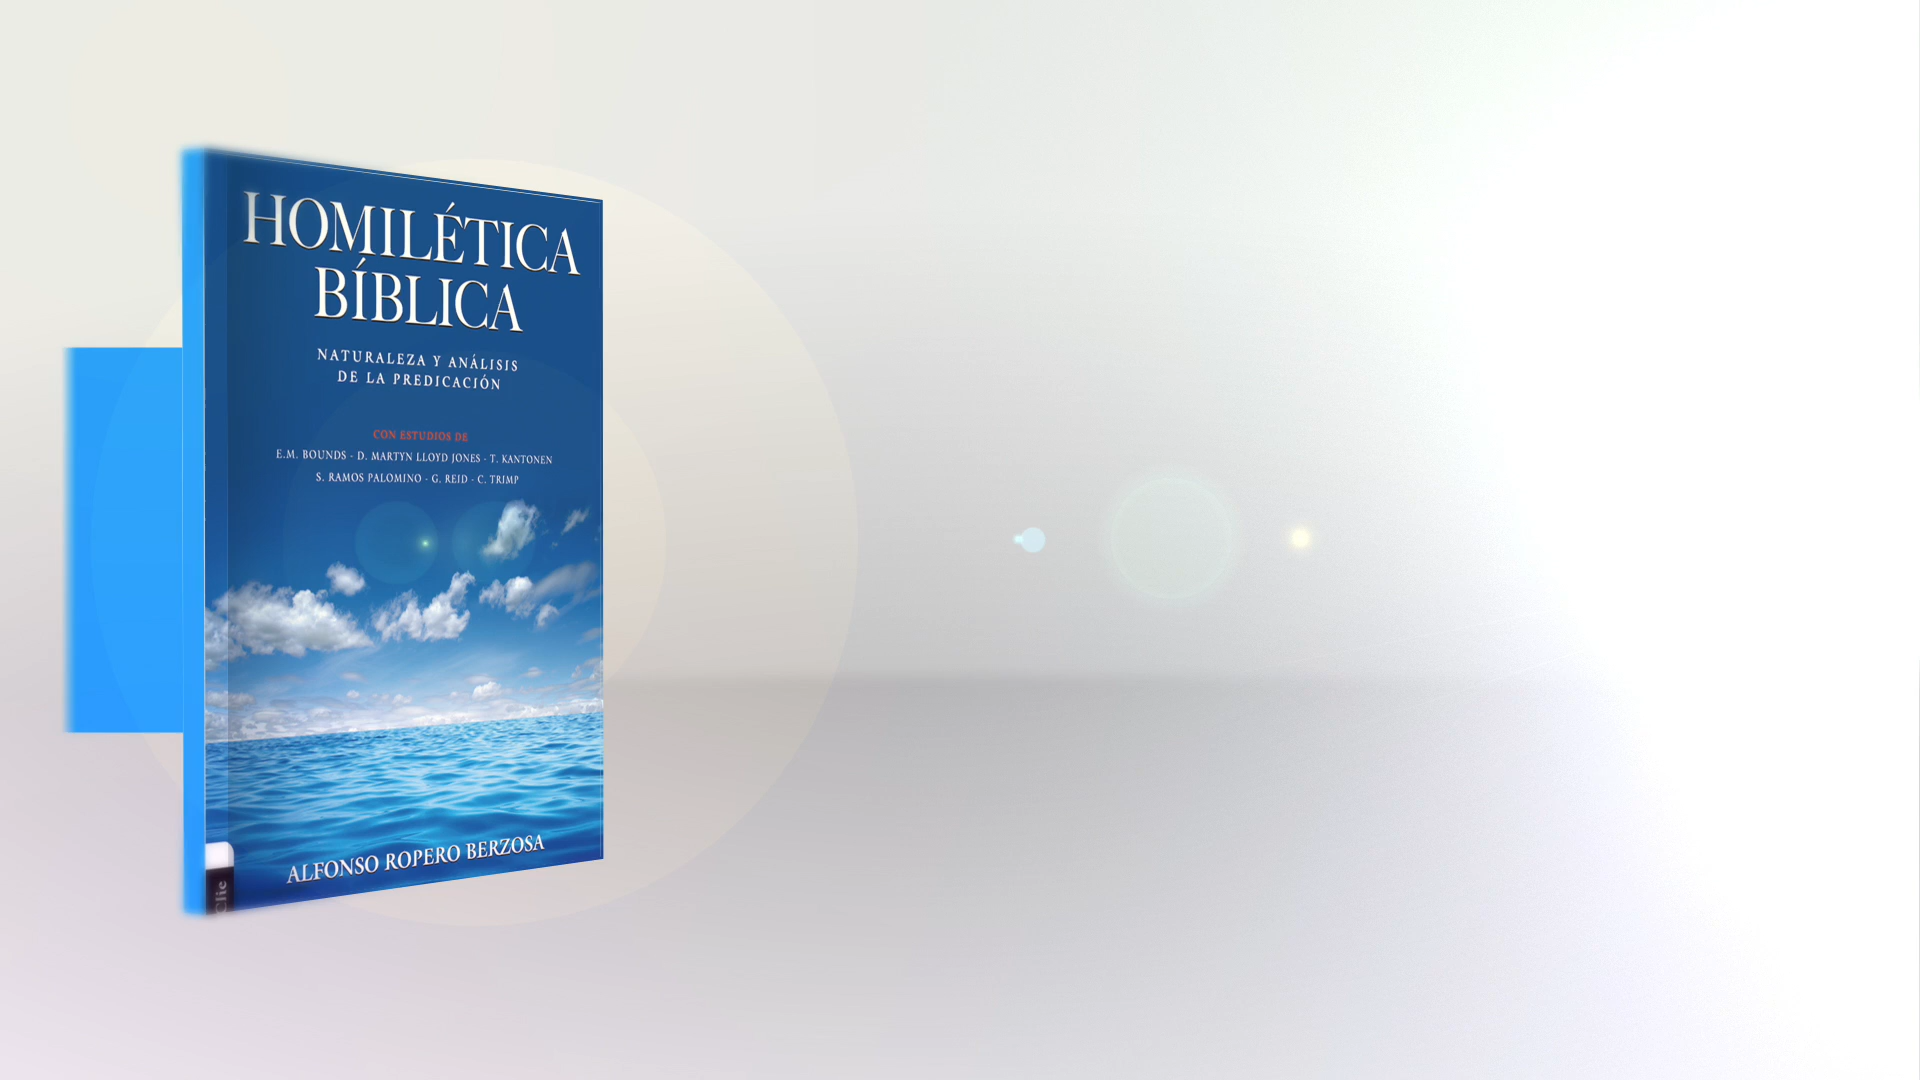 HOMILÉTICA
BÍBLICA
NATURALEZA Y ANÁLISIS
DE LA PREDICACIÓN
CON ESTUDIOS DE
E.M. BOUNDS - D. MARTYN LLOYD JONES - T. KANTONEN
S. RAMOS PALOMINO - G. REID - C. TRIMP
ALFONSO ROPERO BERZOSA
Clie